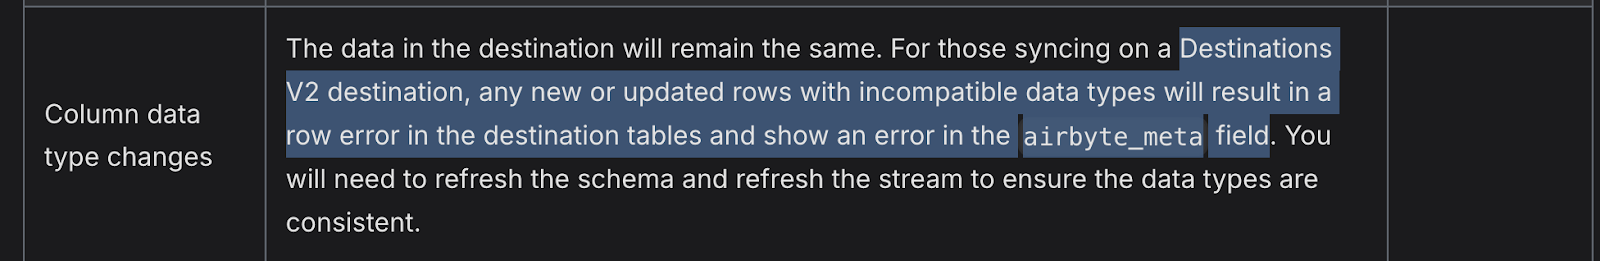 Column data
type changes
The data in the destination will remain the same. For those syncing on a Destinations
V2 destination, any new or updated rows with incompatible data types will result in a
row error in the destination tables and show an error in the airbyte_meta field. You
will need to refresh the schema and refresh the stream to ensure the data types are
consistent.